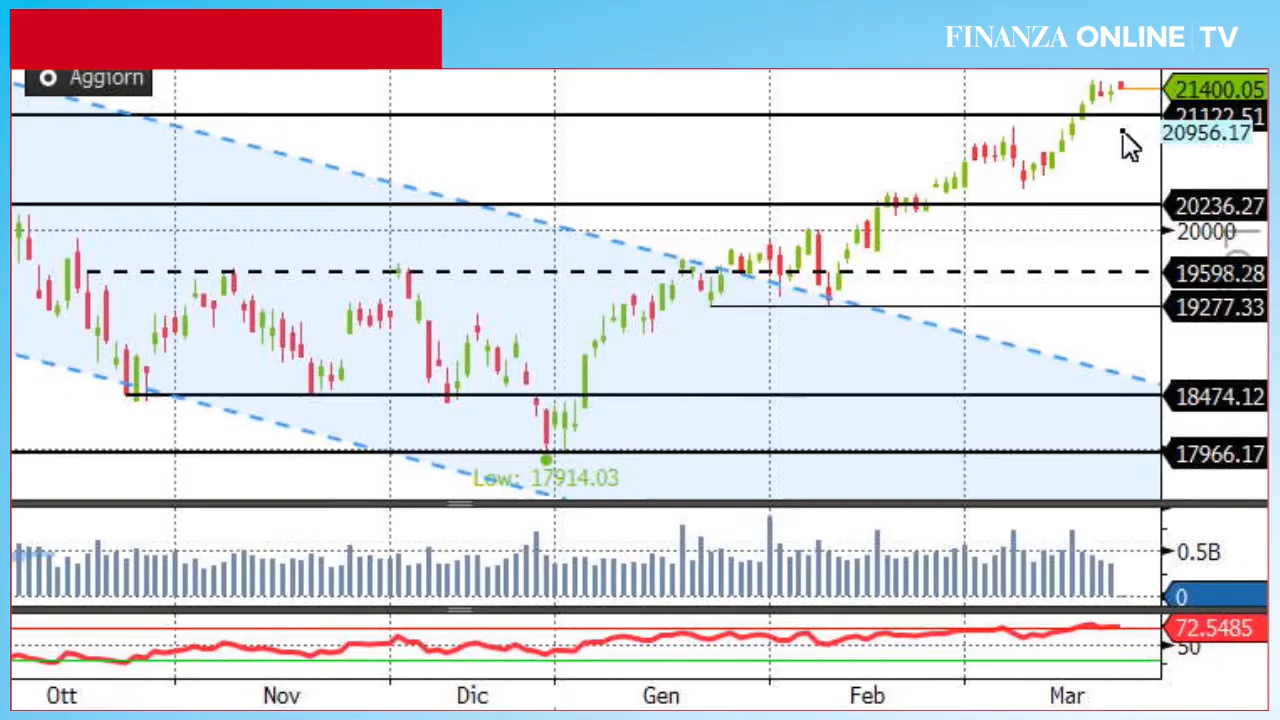 FINANZA ONLINE TV
Aggiorn
21400.05
21122.51
20956.17
20236.27
20000
19598.28
19277.33
18474.12
17966.17
Low: 17914.03
0.5B
0
72.5485
50
Ott Nov Dic Gen Feb Mar